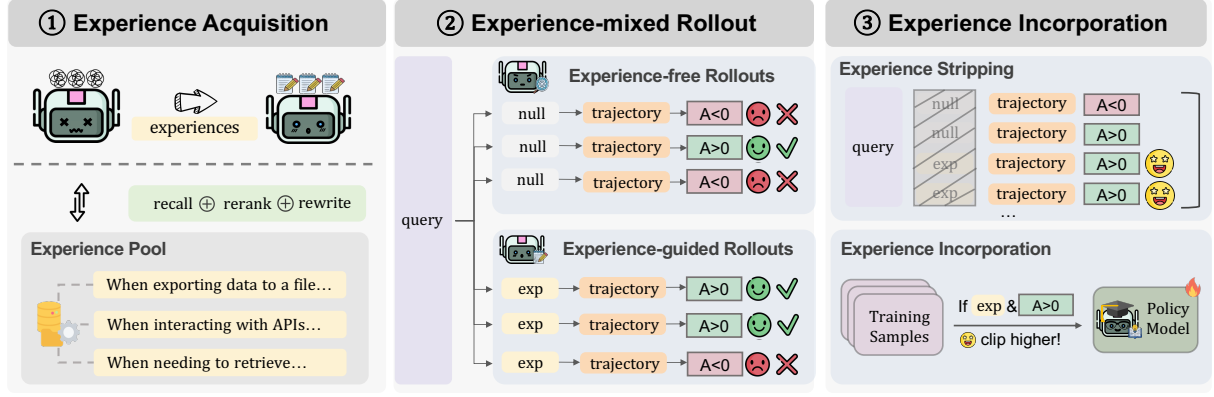 ① Experience Acquisition
experiences
recall ⊕ rerank ⊕ rewrite
Experience Pool
When exporting data to a file…
When interacting with APIs…
When needing to retrieve…
② Experience-mixed Rollout
query
Experience-free Rollouts
null trajectory A<0
null trajectory A>0
null trajectory A<0
Experience-guided Rollouts
exp trajectory A>0
exp trajectory A>0
exp trajectory A<0
③ Experience Incorporation
Experience Stripping
query
null trajectory A<0
null trajectory A>0
exp trajectory A>0
exp trajectory A>0
…
Experience Incorporation
Training
Samples
If exp & A>0
clip higher!
Policy
Model